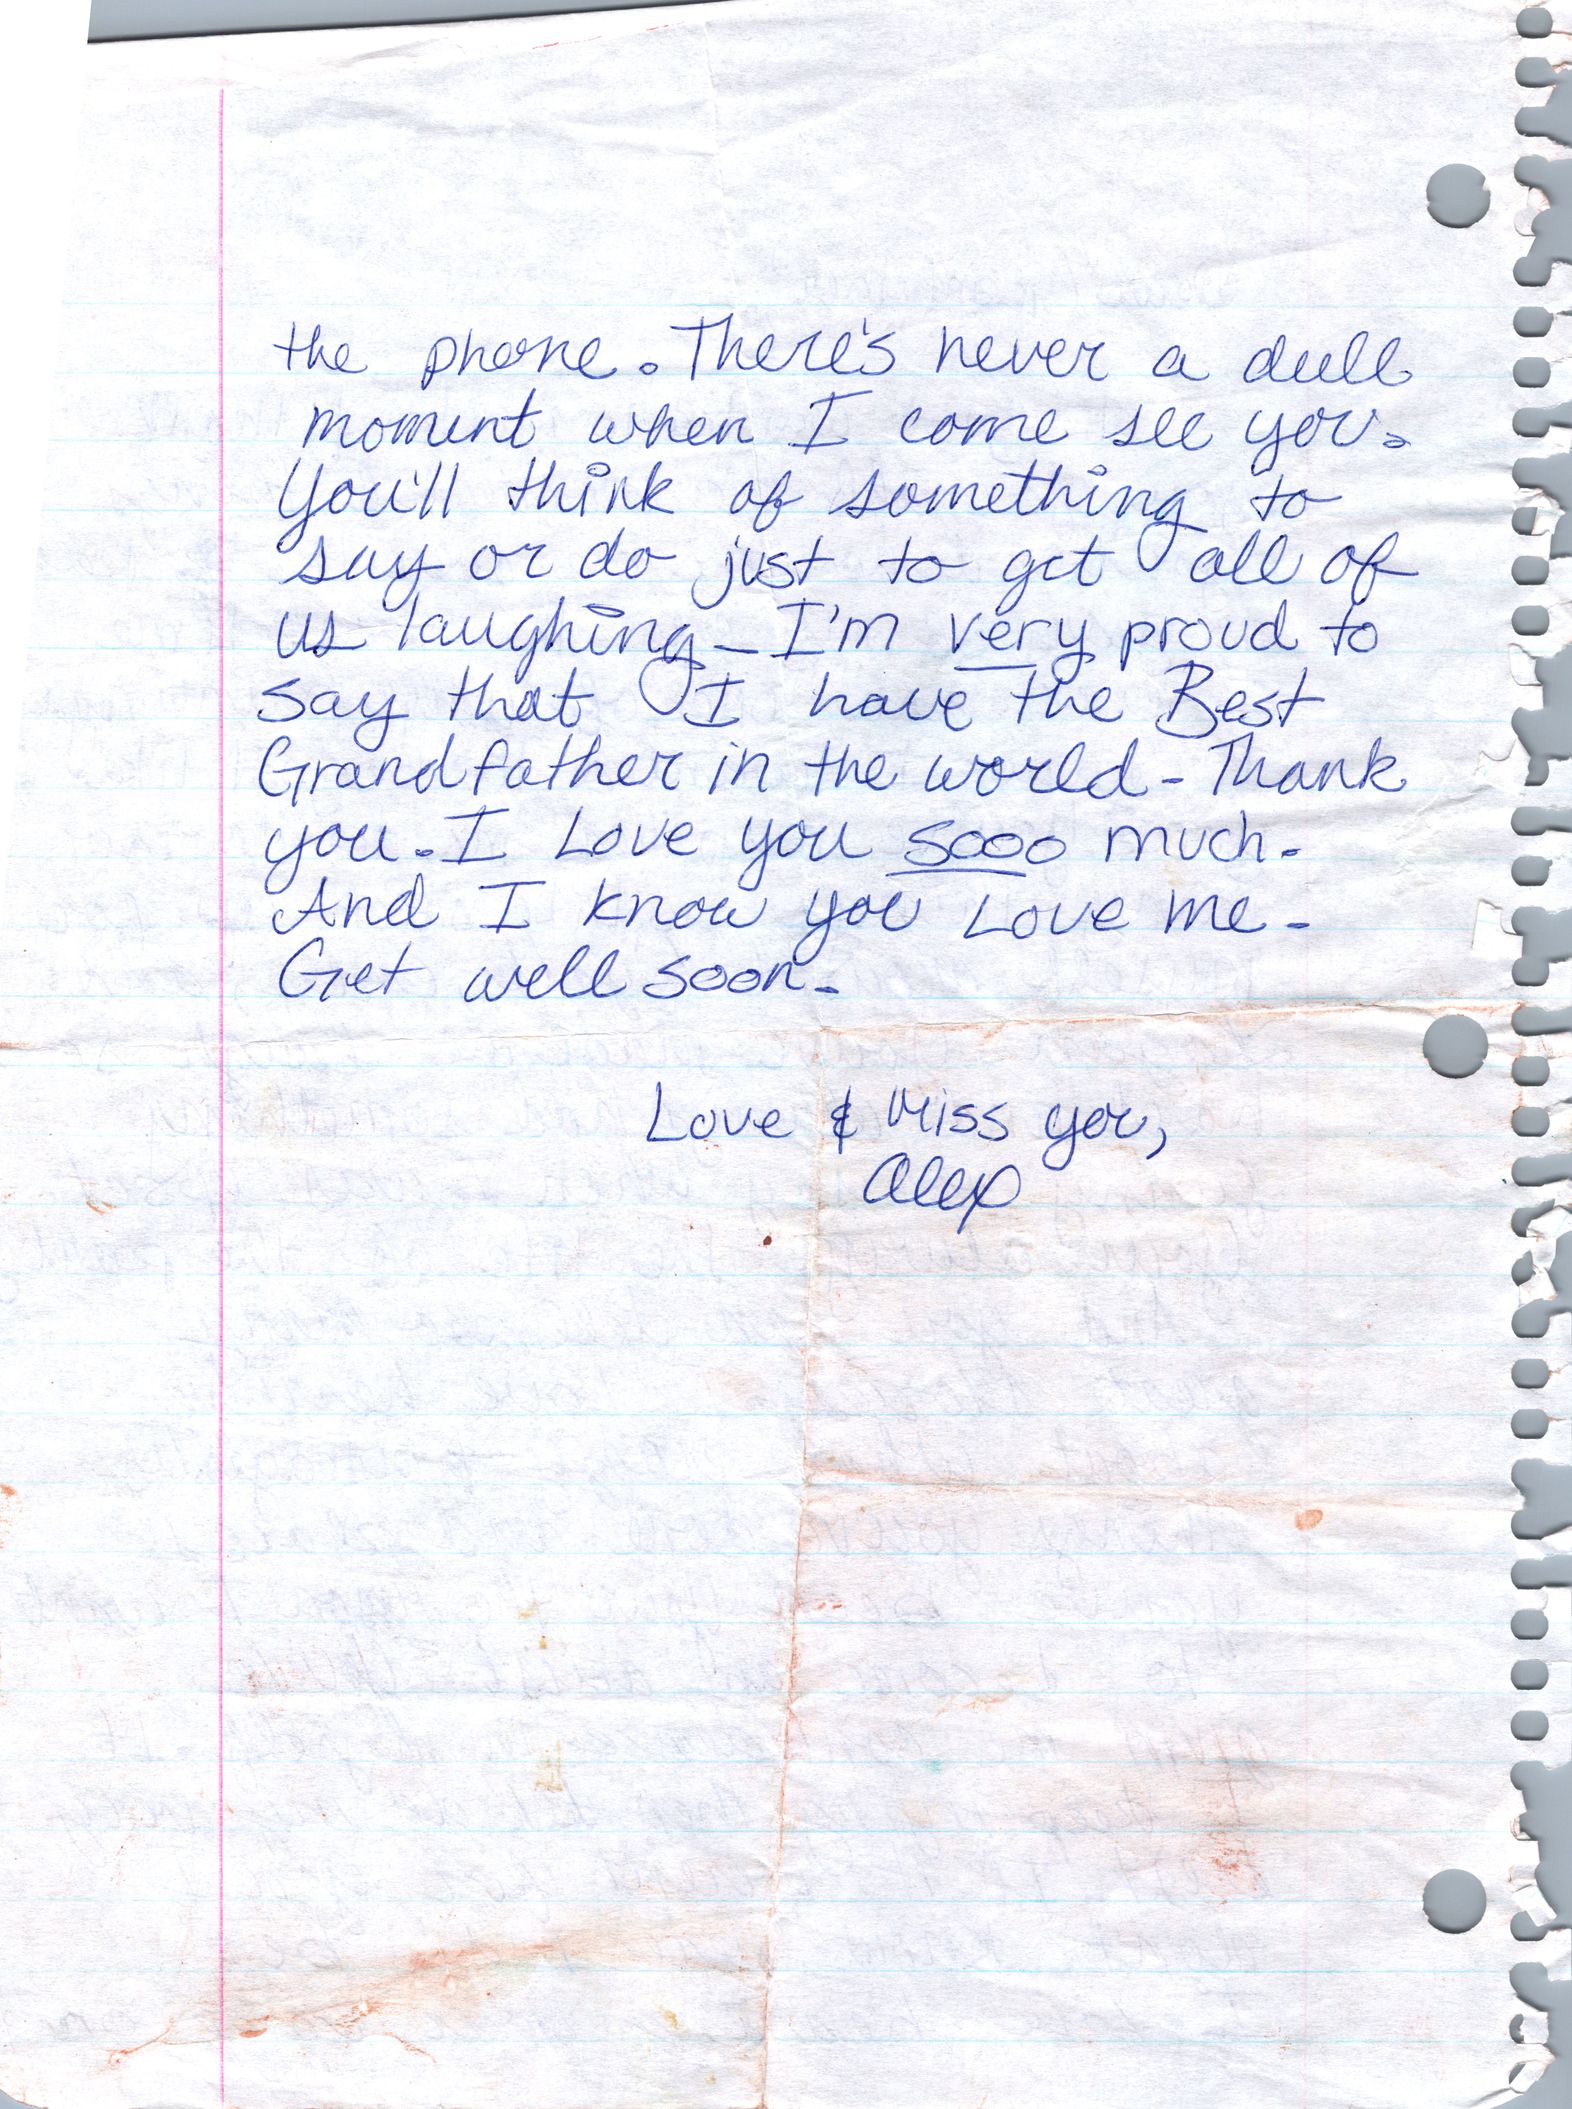 the phone. There's never a dull
moment when I come see you.
You'll think of something to
say or do just to get all of
us laughing - I'm very proud to
say that I have the Best
Grandfather in the world - Thank
you. I Love you sooo much.
And I know you Love me.
Get well soon.
Love & Miss you,
Alex